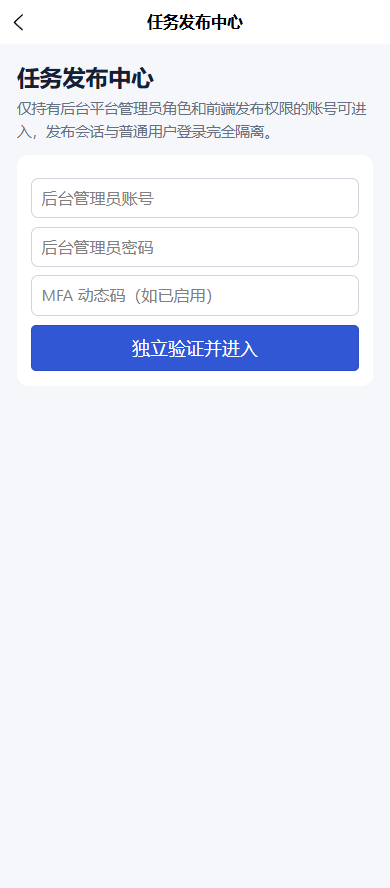 任务发布中心
任务发布中心
仅持有后台平台管理员角色和前端发布权限的账号可进
入，发布会话与普通用户登录完全隔离。
后台管理员账号
后台管理员密码
MFA 动态码（如已启用）
独立验证并进入